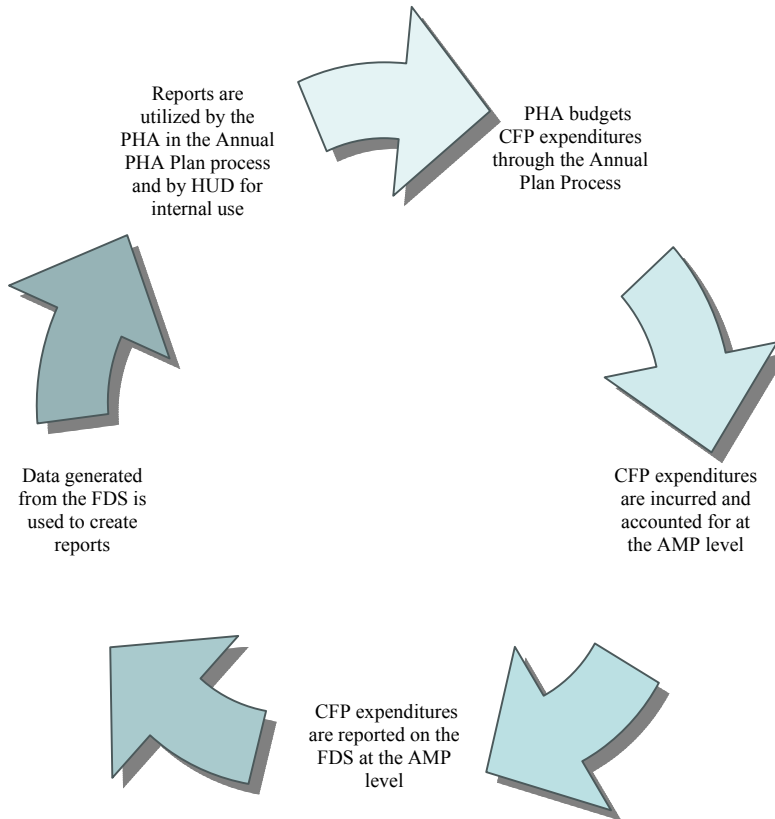 Reports are
utilized by the
PHA in the Annual
PHA Plan process
and by HUD for
internal use
PHA budgets
CFP expenditures
through the Annual
Plan Process
CFP expenditures
are incurred and
accounted for at
the AMP level
CFP expenditures
are reported on the
FDS at the AMP
level
Data generated
from the FDS is
used to create
reports